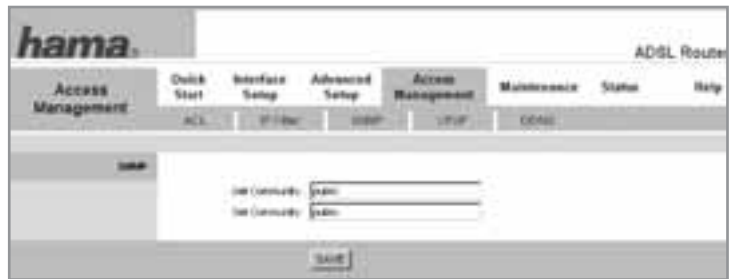 hama.
ADSL Router
Access Management
Quick Start
Interface Setup
Advanced Setup
Access Management
Maintenance
Status
Help
ACL
IP Filter
SNMP
UPnP
DDNS
SNMP
Get Community: public
Set Community: public
SAVE